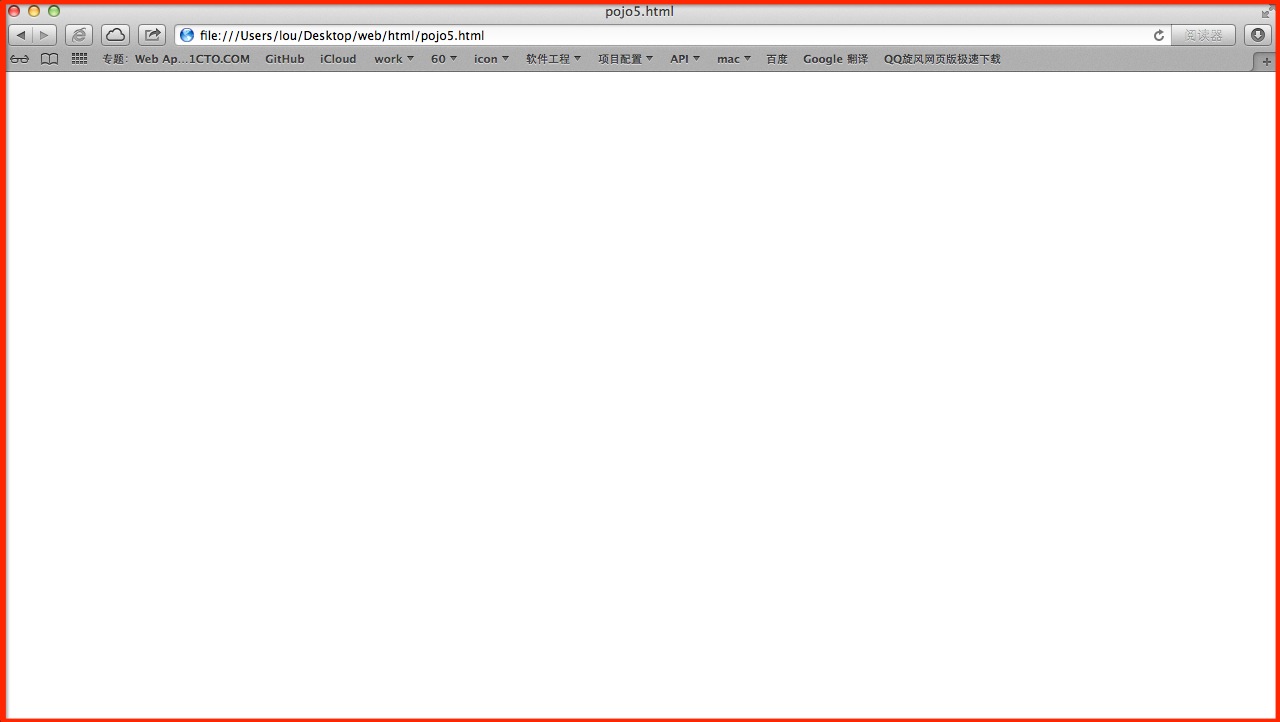 pojo5.html
file:///Users/lou/Desktop/web/html/pojo5.html 阅读器
专题：Web Ap...1CTO.COM GitHub iCloud work 60 icon 软件工程 项目配置 API mac 百度 Google 翻译 QQ旋风网页版极速下载